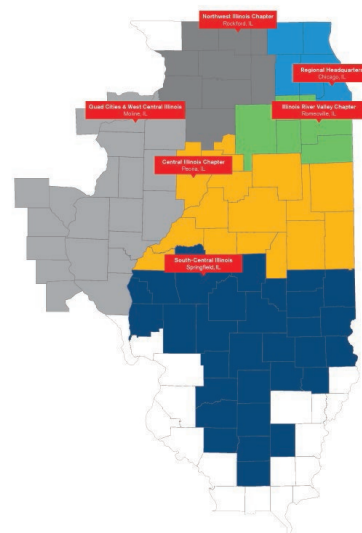 Northwest Illinois Chapter
Rockford, IL
Regional Headquarters
Chicago, IL
Quad Cities & West Central Illinois
Moline, IL
Illinois River Valley Chapter
Romeoville, IL
Central Illinois Chapter
Peoria, IL
South-Central Illinois
Springfield, IL